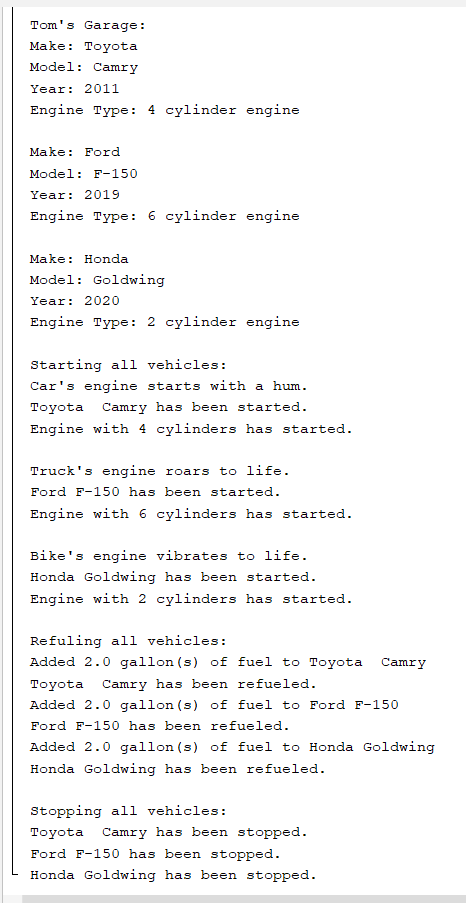 Tom's Garage:
Make: Toyota
Model: Camry
Year: 2011
Engine Type: 4 cylinder engine

Make: Ford
Model: F-150
Year: 2019
Engine Type: 6 cylinder engine

Make: Honda
Model: Goldwing
Year: 2020
Engine Type: 2 cylinder engine

Starting all vehicles:
Car's engine starts with a hum.
Toyota  Camry has been started.
Engine with 4 cylinders has started.

Truck's engine roars to life.
Ford F-150 has been started.
Engine with 6 cylinders has started.

Bike's engine vibrates to life.
Honda Goldwing has been started.
Engine with 2 cylinders has started.

Refuling all vehicles:
Added 2.0 gallon(s) of fuel to Toyota  Camry
Toyota  Camry has been refueled.
Added 2.0 gallon(s) of fuel to Ford F-150
Ford F-150 has been refueled.
Added 2.0 gallon(s) of fuel to Honda Goldwing
Honda Goldwing has been refueled.

Stopping all vehicles:
Toyota  Camry has been stopped.
Ford F-150 has been stopped.
Honda Goldwing has been stopped.